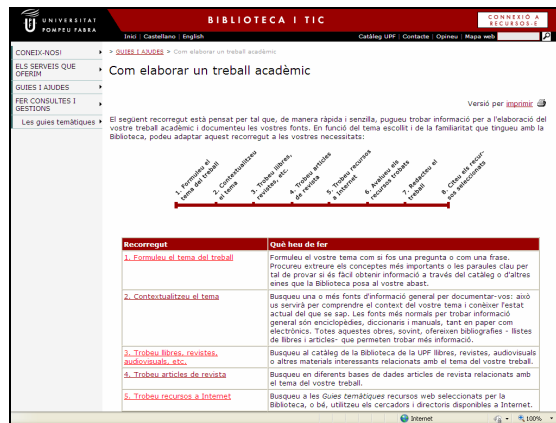 UNIVERSITAT
POMPEU FABRA
BIBLIOTECA I TIC
CONNEXIÓ A
RECURSOS-E
Inici | Castellano | English
Catàleg UPF | Contacte | Opineu | Mapa web
CONEIX-NOS!
ELS SERVEIS QUE
OFERIM
GUIES I AJUDES
FER CONSULTES I
GESTIONS
Les guies temàtiques
> GUIES I AJUDES > Com elaborar un treball acadèmic
Com elaborar un treball acadèmic
Versió per imprimir
El següent recorregut està pensat per tal que, de manera ràpida i senzilla, pugueu trobar informació per a l'elaboració del
vostre treball acadèmic i documenteu les vostres fonts. En funció del tema escollit i de la familiaritat que tingueu amb la
Biblioteca, podeu adaptar aquest recorregut a les vostres necessitats:
1. Formuleu el
tema del treball
2. Contextualitzeu
el tema
3. Trobeu llibres,
revistes, etc.
4. Trobeu articles
de revista
5. Trobeu recursos
a Internet
6. Avalueu els
recursos trobats
7. Redacteu el
treball
8. Citeu els recur-
sos seleccionats
Recorregut
Què heu de fer
1. Formuleu el tema del treball
Formuleu el vostre tema com si fos una pregunta o com una frase.
Procureu extreure els conceptes més importants o les paraules clau per
tal de provar si és fàcil obtenir informació a través del catàleg o d'altres
eines que la Biblioteca posa al vostre abast.
2. Contextualitzeu el tema
Busqueu una o més fonts d'informació general per documentar-vos: això
us servirà per comprendre el context del vostre tema i conèixer l'estat
actual del que se sap. Les fonts més normals per trobar informació
general són enciclopèdies, diccionaris i manuals, tant en paper com
electrònics. Totes aquestes obres, sovint, ofereixen bibliografies - llistes
de llibres i articles- que permeten trobar més informació.
3. Trobeu llibres, revistes,
audiovisuals, etc.
Busqueu al catàleg de la Biblioteca de la UPF llibres, revistes, audiovisuals
o altres materials interessants relacionats amb el tema del vostre treball.
4. Trobeu articles de revista
Busqueu en diferents bases de dades articles de revista relacionats amb
el tema del vostre treball.
5. Trobeu recursos a Internet
Busqueu a les Guies temàtiques recursos web seleccionats per la
Biblioteca, o bé, utilitzeu els cercadors i directoris disponibles a Internet.
Internet
100%